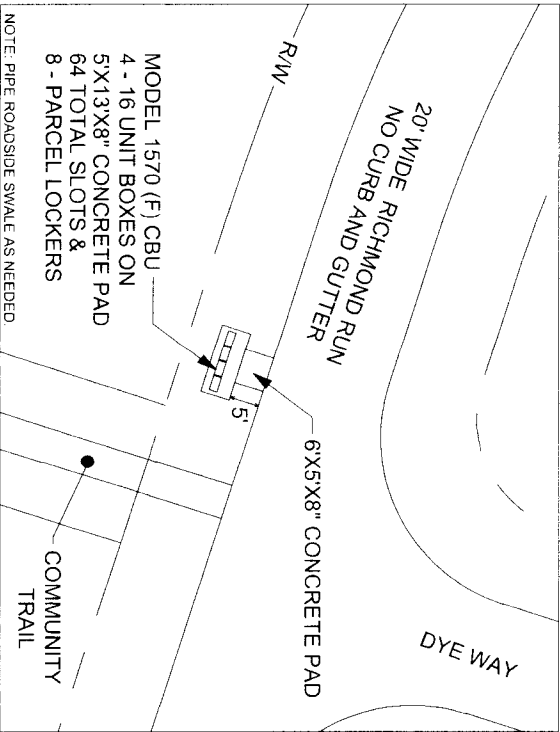 20' WIDE RICHMOND RUN
NO CURB AND GUTTER
R/W
DYE WAY
6'X5'X8" CONCRETE PAD
5'
MODEL 1570 (F) CBU
4 - 16 UNIT BOXES ON
5'X13'X8" CONCRETE PAD
64 TOTAL SLOTS &
8 - PARCEL LOCKERS
COMMUNITY
TRAIL
NOTE: PIPE ROADSIDE SWALE AS NEEDED.